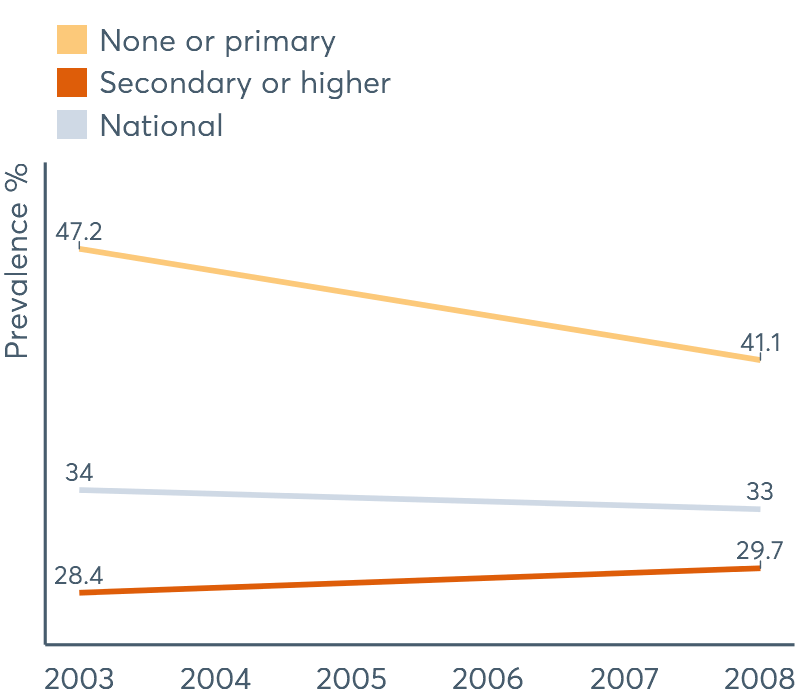 None or primary
Secondary or higher
National
Prevalence %
47.2
41.1
34
33
29.7
28.4
2003 2004 2005 2006 2007 2008